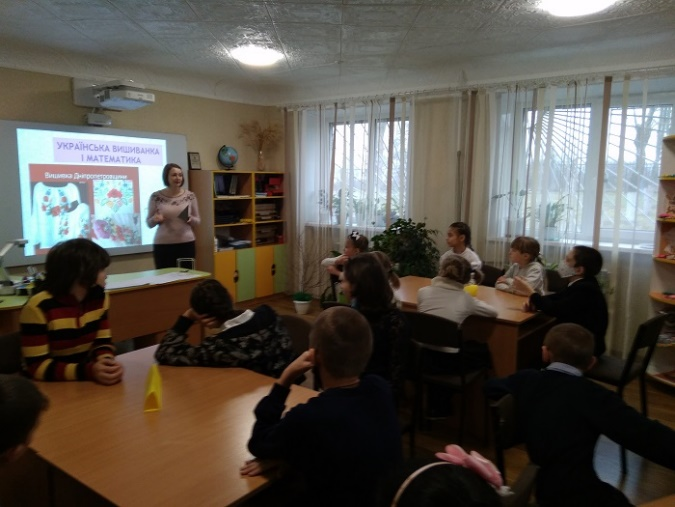 УКРАЇНСЬКА ВИШИВАНКА
І МАТЕМАТИКА
Вишивка Дніпропетровщини